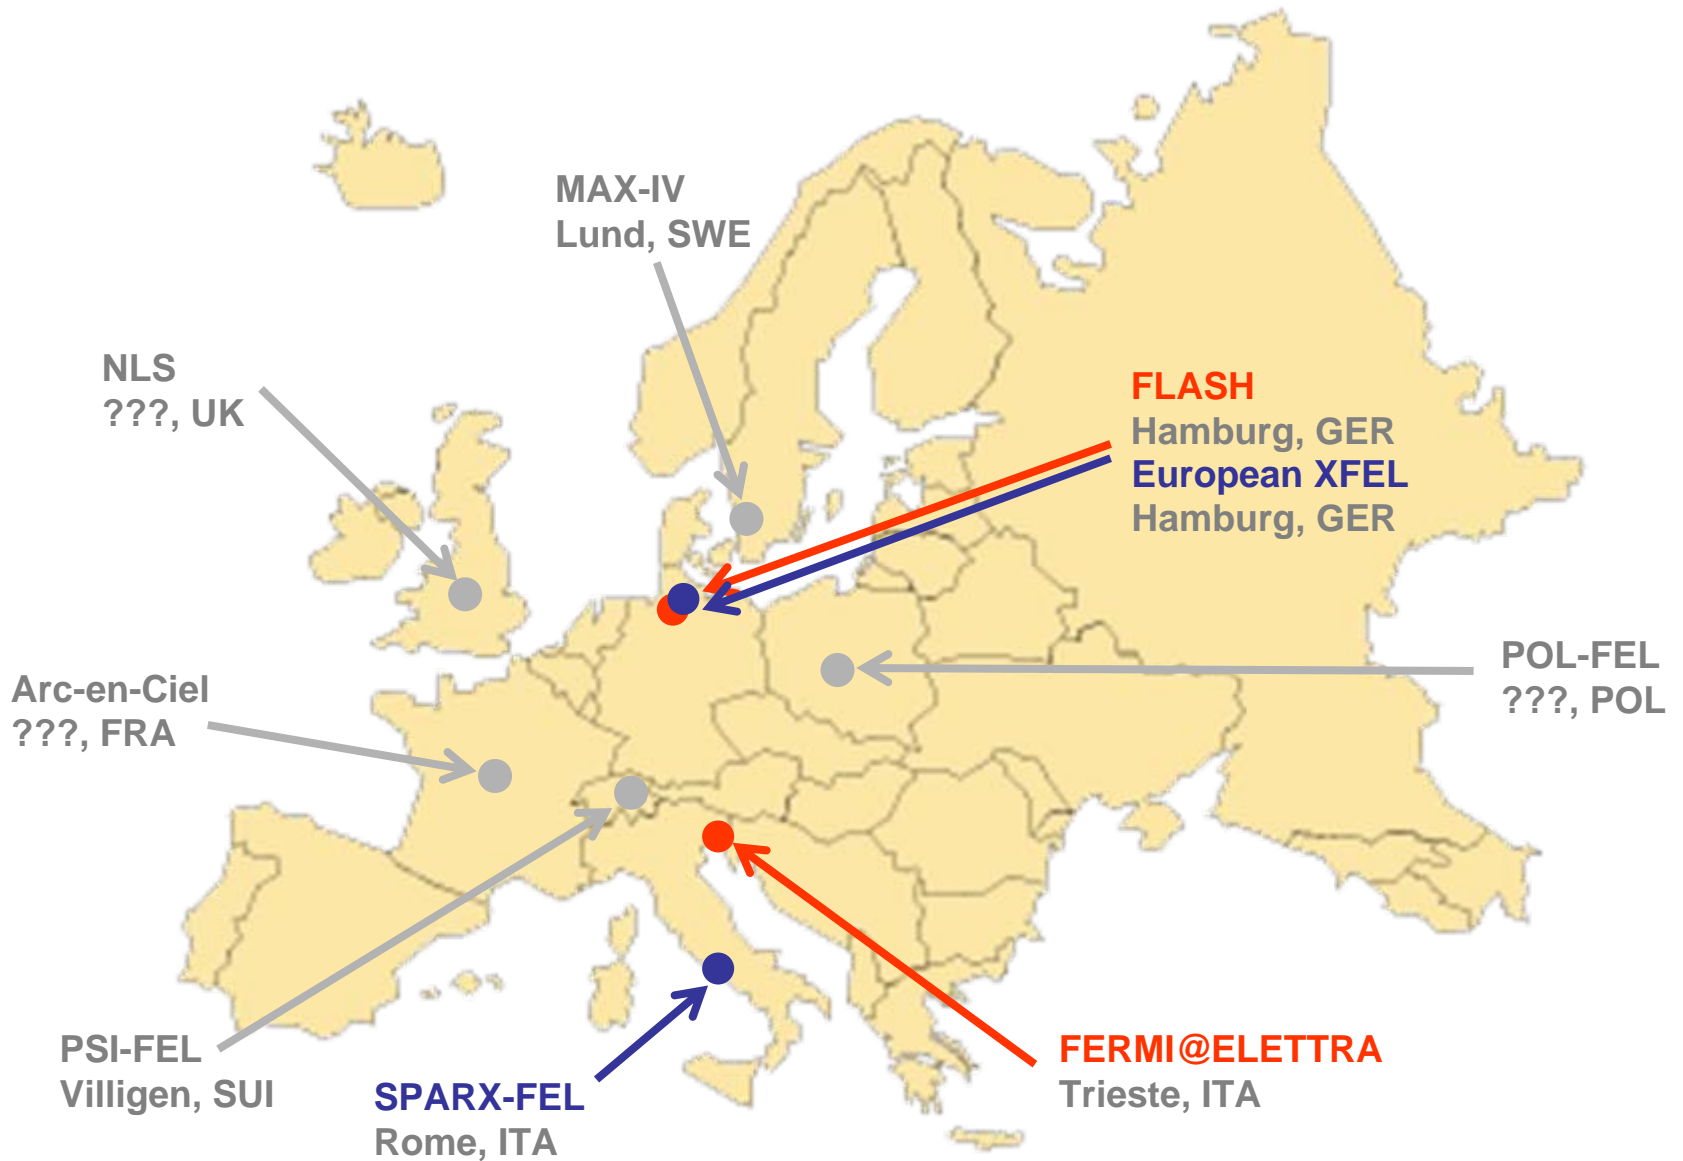 MAX-IV
Lund, SWE
NLS
???, UK
FLASH
Hamburg, GER
European XFEL
Hamburg, GER
Arc-en-Ciel
???, FRA
POL-FEL
???, POL
PSI-FEL
Villigen, SUI
SPARX-FEL
Rome, ITA
FERMI@ELETTRA
Trieste, ITA